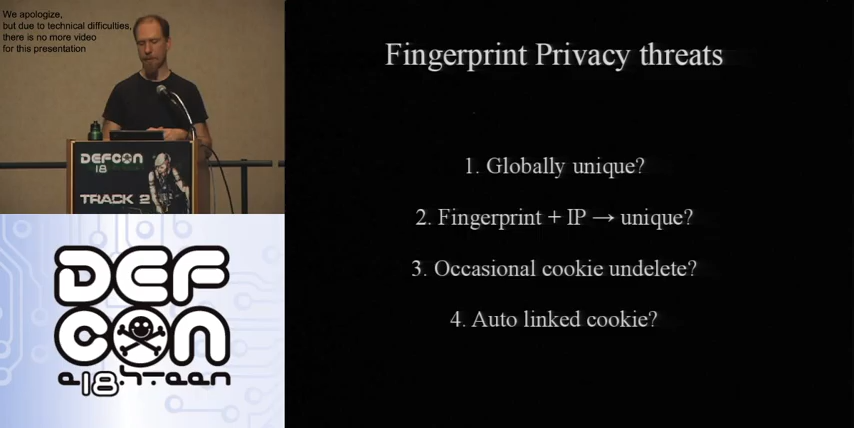 We apologize,
but due to technical difficulties,
there is no more video
for this presentation
DEFCON
18
TRACK 2
DEF
CON
e18hteen
Fingerprint Privacy threats
1. Globally unique?
2. Fingerprint + IP → unique?
3. Occasional cookie undelete?
4. Auto linked cookie?